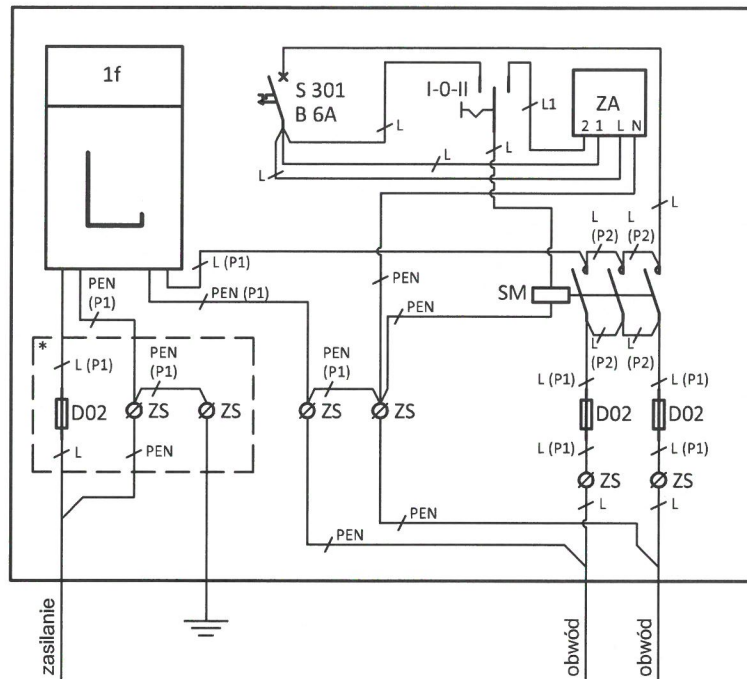 1f
S 301
B 6A
I-0-II
L1
ZA
2 1 L N
L
L
L
L
L
L (P1)
PEN (P1)
PEN
(P1)
PEN
PEN
SM
L
(P2)
L
(P2)
L
(P2)
L
(P2)
*
L (P1)
PEN
(P1)
PEN
(P1)
L (P1)
L (P1)
D02
ZS
ZS
ZS
ZS
D02
D02
L
PEN
L (P1)
L (P1)
ZS
ZS
L
L
PEN
PEN
zasilanie
obwód
obwód